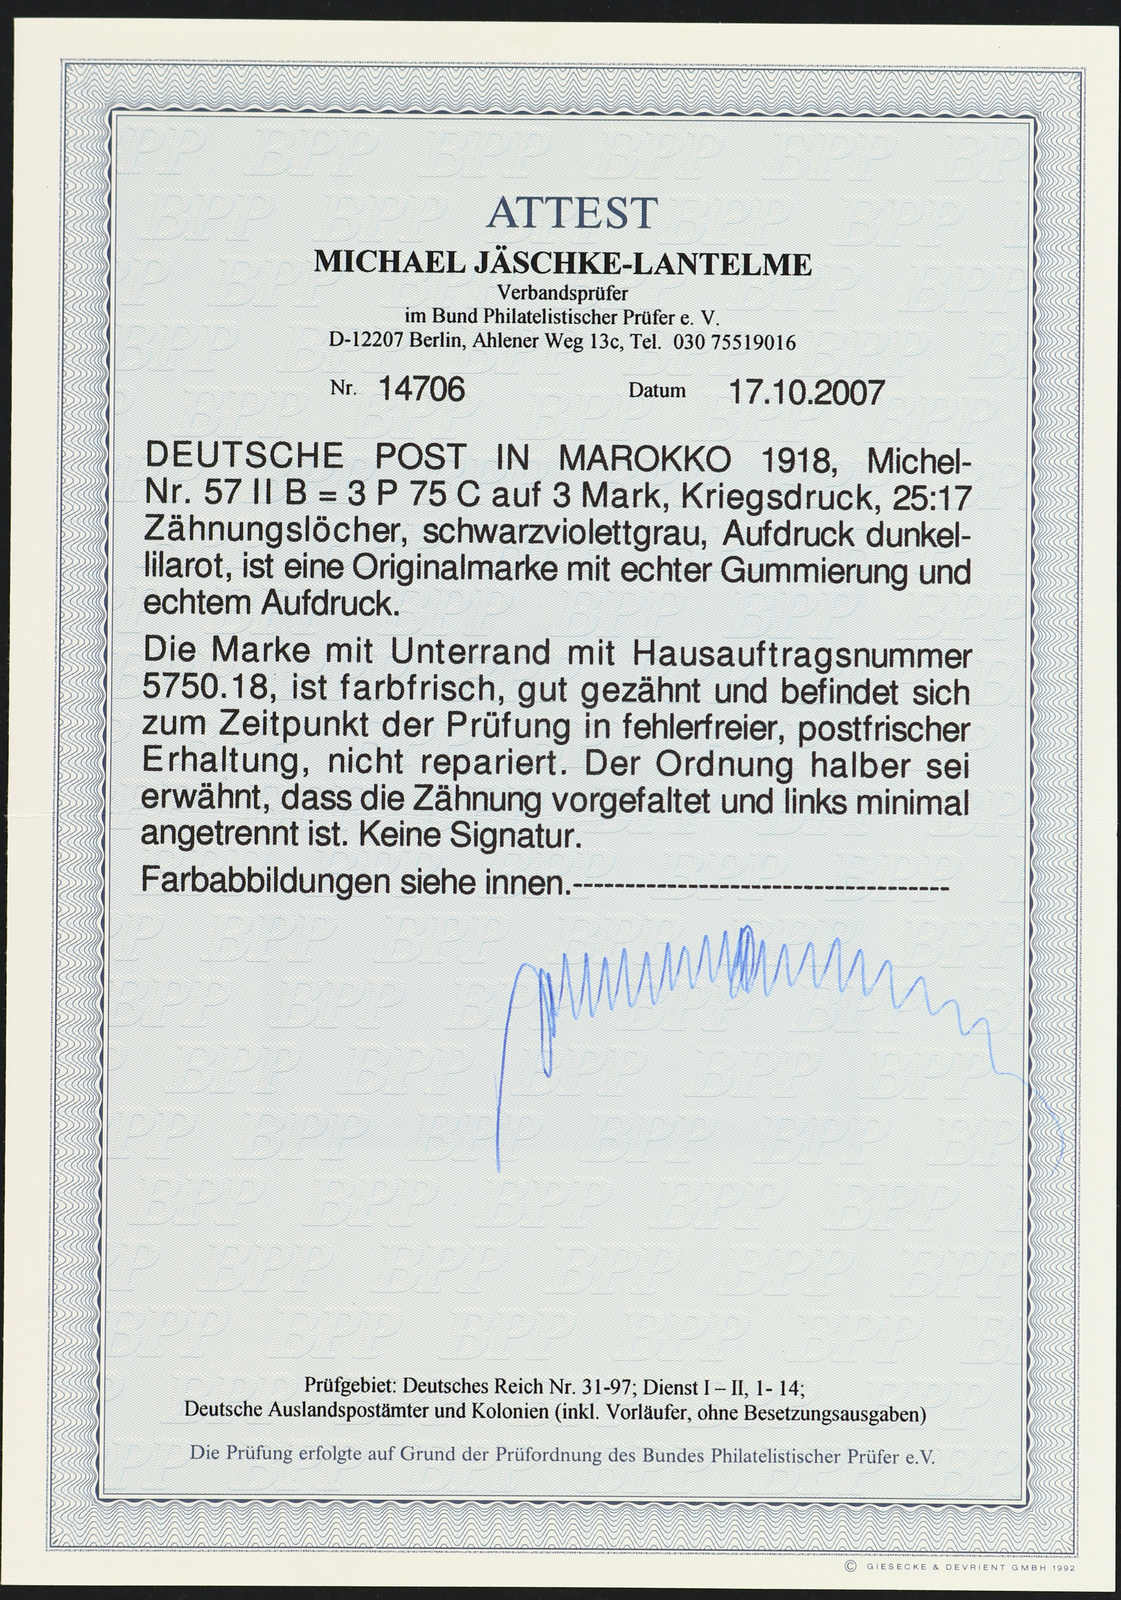 ATTEST
MICHAEL JÄSCHKE-LANTELME
Verbandsprüfer
im Bund Philatelistischer Prüfer e. V.
D-12207 Berlin, Ahlener Weg 13c, Tel. 030 75519016
Nr. 14706 Datum 17.10.2007
DEUTSCHE POST IN MAROKKO 1918, Michel-
Nr. 57 II B = 3 P 75 C auf 3 Mark, Kriegsdruck, 25:17
Zähnungslöcher, schwarzviolettgrau, Aufdruck dunkel-
lilarot, ist eine Originalmarke mit echter Gummierung und
echtem Aufdruck.
Die Marke mit Unterrand mit Hausauftragsnummer
5750.18, ist farbfrisch, gut gezähnt und befindet sich
zum Zeitpunkt der Prüfung in fehlerfreier, postfrischer
Erhaltung, nicht repariert. Der Ordnung halber sei
erwähnt, dass die Zähnung vorgefaltet und links minimal
angetrennt ist. Keine Signatur.
Farbabbildungen siehe innen.------------------------------------
Prüfgebiet: Deutsches Reich Nr. 31-97; Dienst I – II, 1- 14;
Deutsche Auslandspostämter und Kolonien (inkl. Vorläufer, ohne Besetzungsausgaben)
Die Prüfung erfolgte auf Grund der Prüfordnung des Bundes Philatelistischer Prüfer e.V.
© GIESECKE & DEVRIENT GMBH 1992